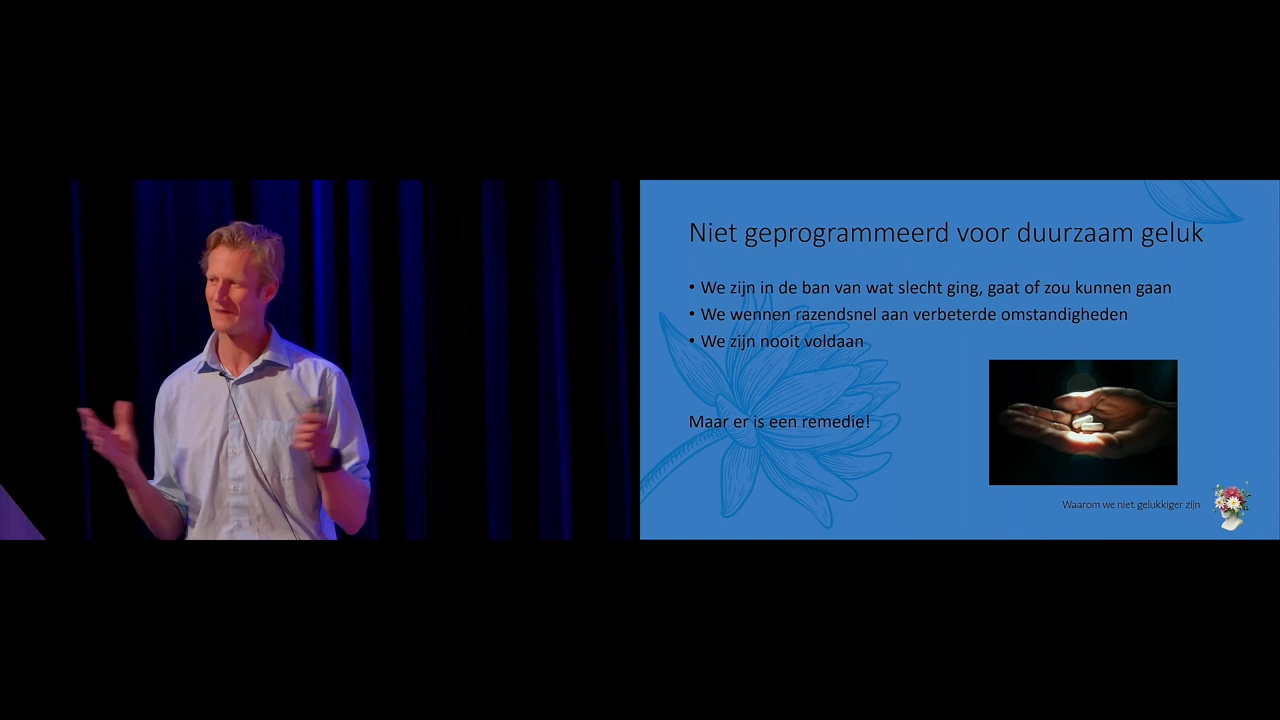 Niet geprogrammeerd voor duurzaam geluk
• We zijn in de ban van wat slecht ging, gaat of zou kunnen gaan
• We wennen razendsnel aan verbeterde omstandigheden
• We zijn nooit voldaan
Maar er is een remedie!
Waarom we niet gelukkiger zijn